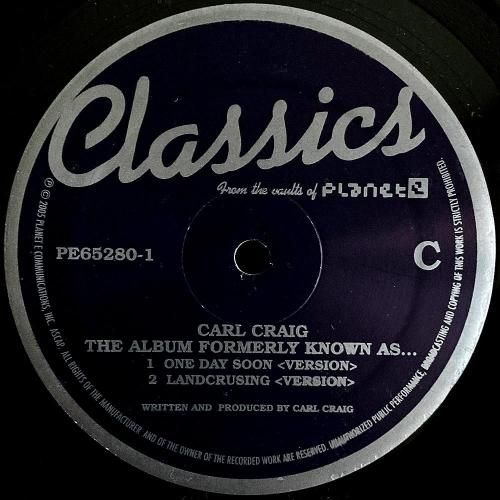 Classics
From the vaults of planet e
PE65280-1
C
CARL CRAIG
THE ALBUM FORMERLY KNOWN AS...
1 ONE DAY SOON <VERSION>
2 LANDCRUSING <VERSION>
WRITTEN AND PRODUCED BY CARL CRAIG
℗ © 2005 PLANET E COMMUNICATIONS, INC. ASCAP. ALL RIGHTS OF THE MANUFACTURER AND OF THE OWNER OF THE RECORDED WORK ARE RESERVED. UNAUTHORIZED PUBLIC PERFORMANCE, BROADCASTING AND COPYING OF THIS WORK IS STRICTLY PROHIBITED.